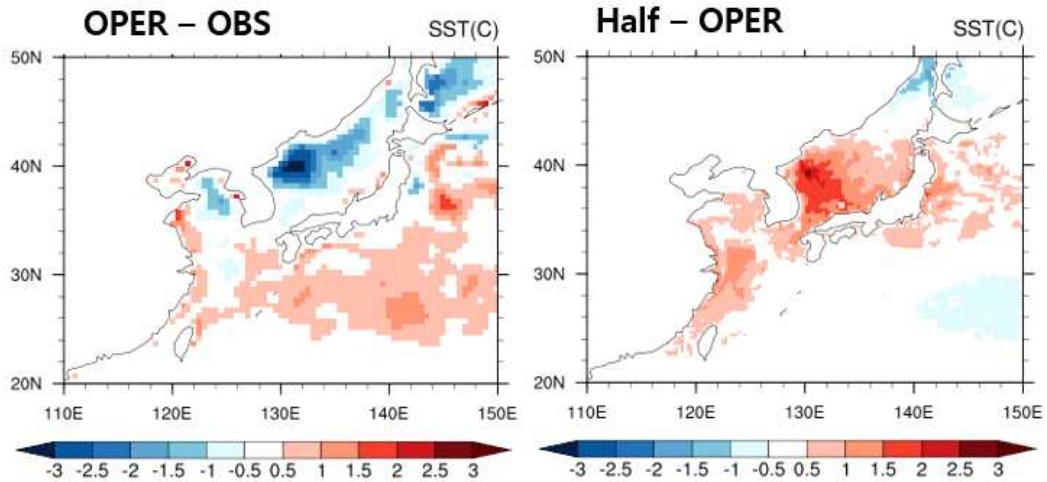 OPER – OBS
SST(C)
50N
40N
30N
20N
110E 120E 130E 140E 150E
-3 -2.5 -2 -1.5 -1 -0.5 0.5 1 1.5 2 2.5 3
Half – OPER
SST(C)
50N
40N
30N
20N
110E 120E 130E 140E 150E
-3 -2.5 -2 -1.5 -1 -0.5 0.5 1 1.5 2 2.5 3